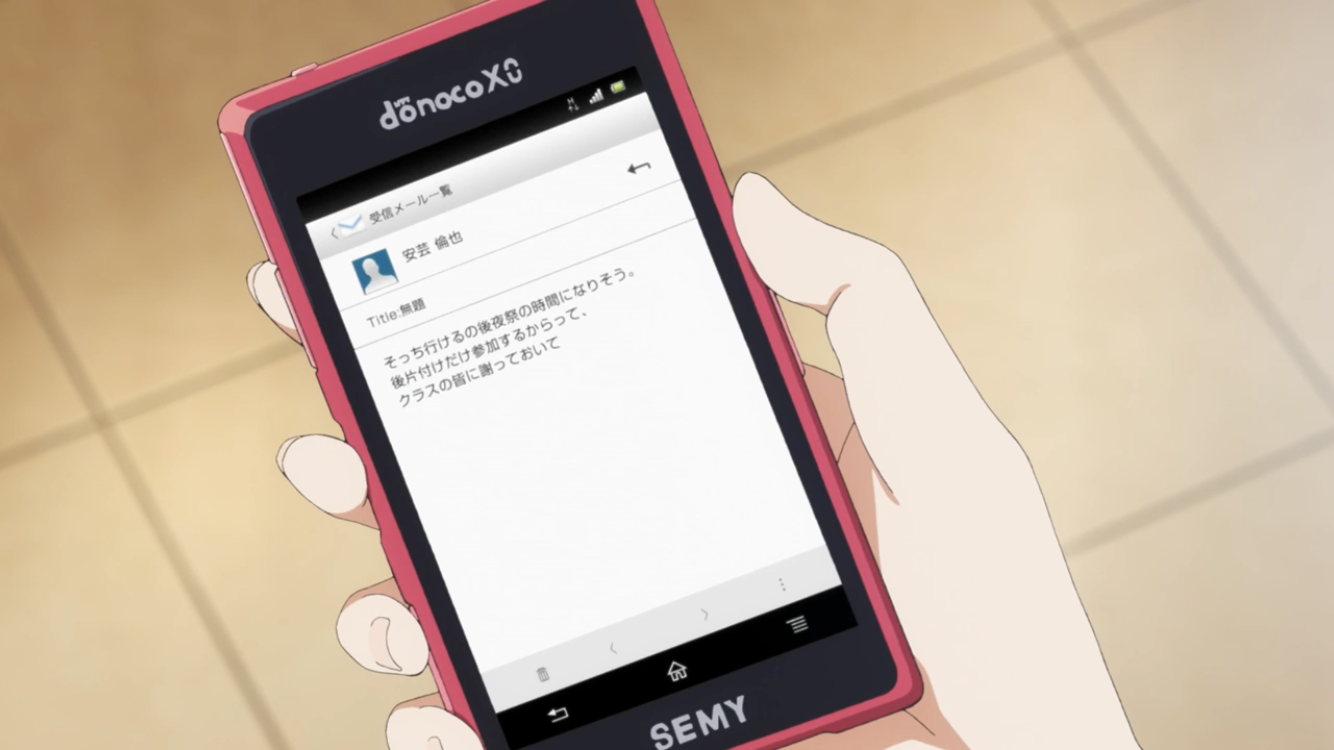 dōnoco X0
受信メール一覧
安芸 倫也
Title:無題
そっち行けるの後夜祭の時間になりそう。
後片付けだけ参加するからって、
クラスの皆に謝っておいて
SEMY